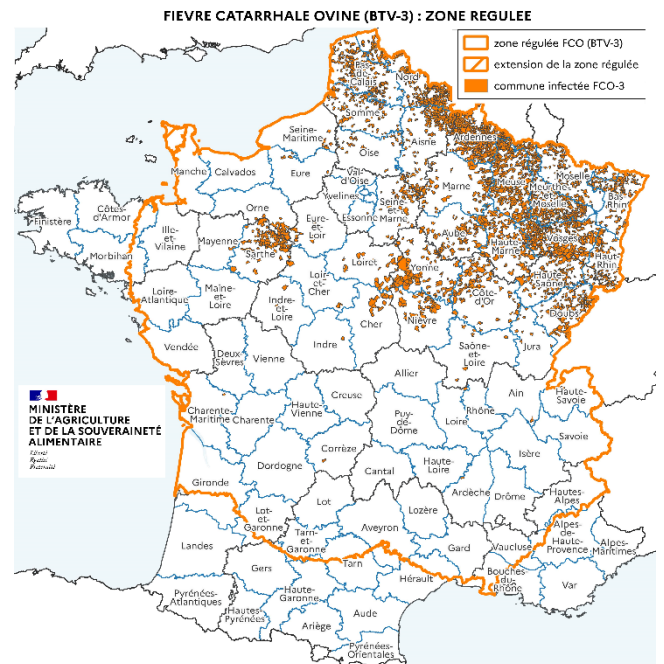 FIEVRE CATARRHALE OVINE (BTV-3) : ZONE REGULEE
zone régulée FCO (BTV-3)
extension de la zone régulée
commune infectée FCO-3
Pas-
de-
Calais
Nord
Somme
Seine-
Maritime
Oise
Aisne
Ardennes
Manche
Calvados
Eure
Val-
d'Oise
Marne
Meuse
Meurthe-
et-
Moselle
Moselle
Bas-
Rhin
Yvelines
Essonne
Seine-
et-
Marne
Orne
Finistère
Côtes-
d'Armor
Ille-
et-
Vilaine
Mayenne
Eure-
et-
Loir
Aube
Haute-
Marne
Vosges
Haut-
Rhin
Morbihan
Sarthe
Loiret
Yonne
Haute-
Saône
Loir-
et-
Cher
Côte-
d'Or
Doubs
Loire-
Atlantique
Maine-
et-
Loire
Indre-
et-
Loire
Cher
Nièvre
Jura
Vendée
Deux-
Sèvres
Vienne
Indre
Saône-
et-
Loire
Allier
MINISTÈRE
DE L'AGRICULTURE
ET DE LA SOUVERAINETÉ
ALIMENTAIRE
Liberté
Égalité
Fraternité
Charente-
Maritime
Charente
Haute-
Vienne
Creuse
Puy-
de-
Dôme
Loire
Rhône
Ain
Haute-
Savoie
Savoie
Isère
Corrèze
Dordogne
Cantal
Haute-
Loire
Gironde
Lot
Lozère
Ardèche
Drôme
Hautes-
Alpes
Lot-
et-
Garonne
Tarn-
et-
Garonne
Aveyron
Gard
Vaucluse
Alpes-
de-
Haute-
Provence
Alpes-
Maritimes
Landes
Gers
Tarn
Hérault
Bouches-
du-
Rhône
Var
Pyrénées-
Atlantiques
Hautes-
Pyrénées
Haute-
Garonne
Aude
Ariège
Pyrénées-
Orientales